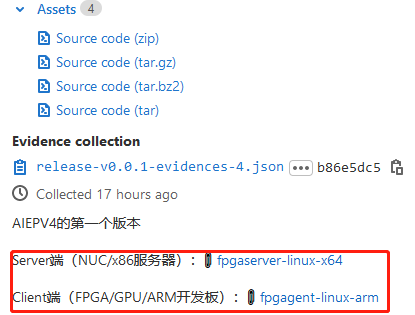 Assets 4
Source code (zip)
Source code (tar.gz)
Source code (tar.bz2)
Source code (tar)
Evidence collection
release-v0.0.1-evidences-4.json ... b86e5dc5
Collected 17 hours ago
AIEPV4的第一个版本
Server端（NUC/x86服务器）： fpgaserver-linux-x64
Client端（FPGA/GPU/ARM开发板）： fpgagent-linux-arm